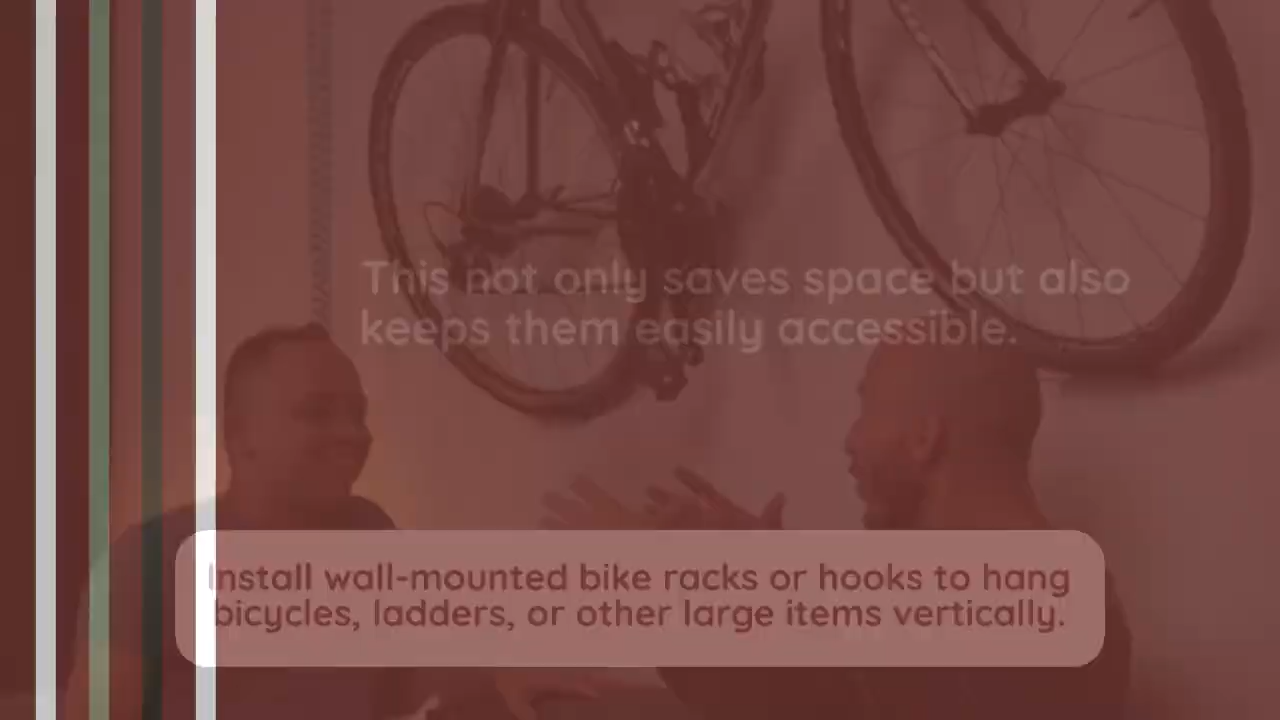 This not only saves space but also
keeps them easily accessible.
Install wall-mounted bike racks or hooks to hang
bicycles, ladders, or other large items vertically.